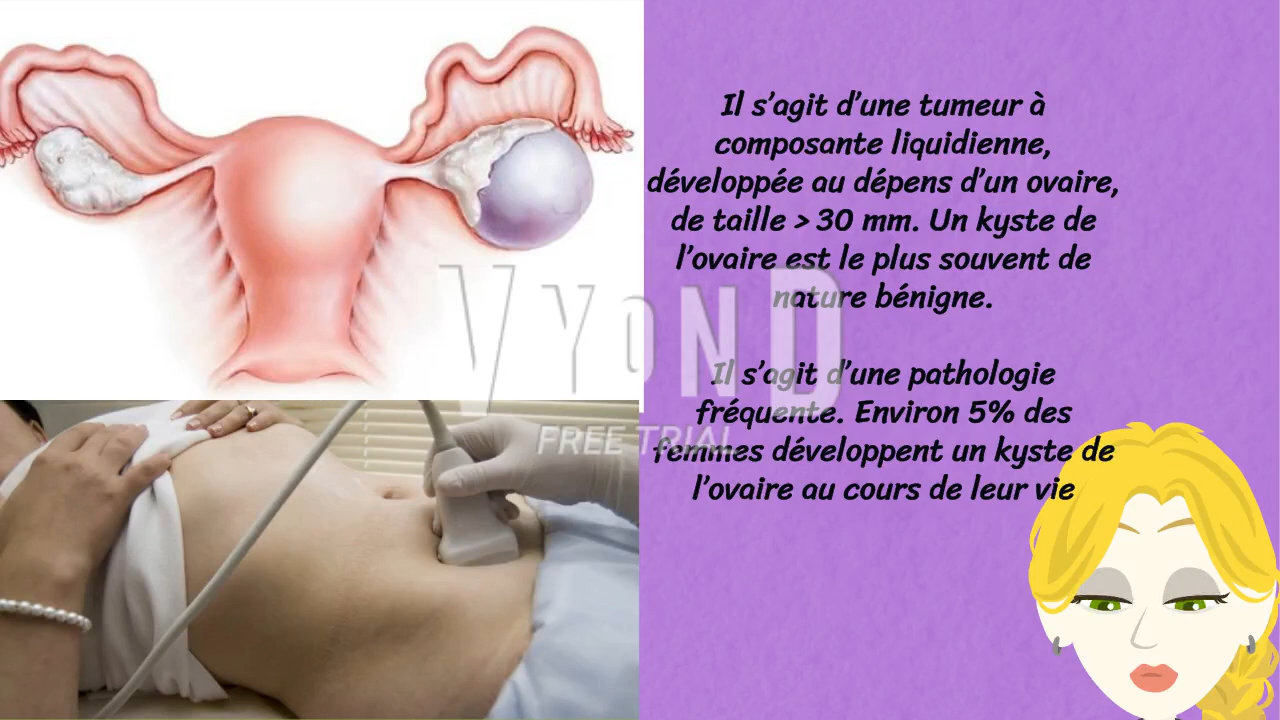 Il s'agit d'une tumeur à
composante liquidienne,
développée au dépens d'un ovaire,
de taille > 30 mm. Un kyste de
l'ovaire est le plus souvent de
nature bénigne.
Il s'agit d'une pathologie
fréquente. Environ 5% des
femmes développent un kyste de
l'ovaire au cours de leur vie
VYOND
FREE TRIAL